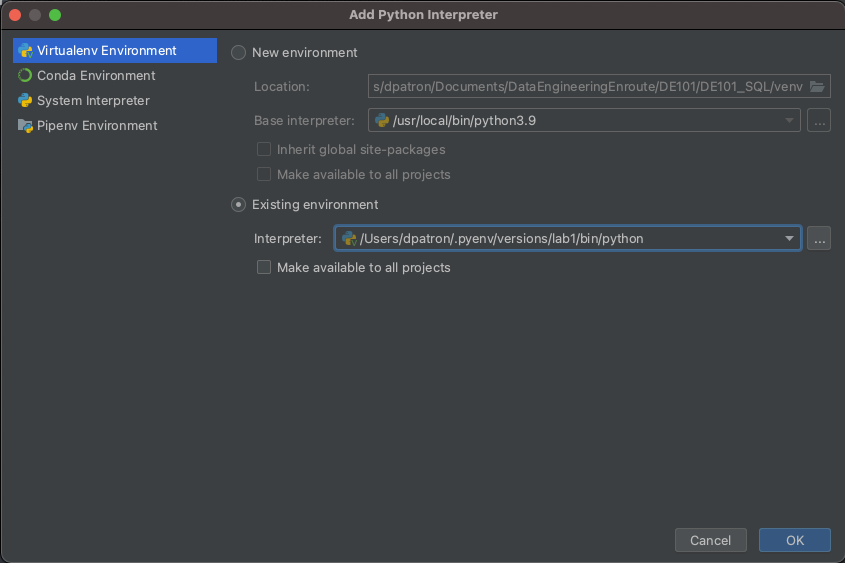 Add Python Interpreter
Virtualenv Environment
Conda Environment
System Interpreter
Pipenv Environment
New environment
Location: s/dpatron/Documents/DataEngineeringEnroute/DE101/DE101_SQL/venv
Base interpreter: /usr/local/bin/python3.9 ...
Inherit global site-packages
Make available to all projects
Existing environment
Interpreter: /Users/dpatron/.pyenv/versions/lab1/bin/python ...
Make available to all projects
Cancel OK